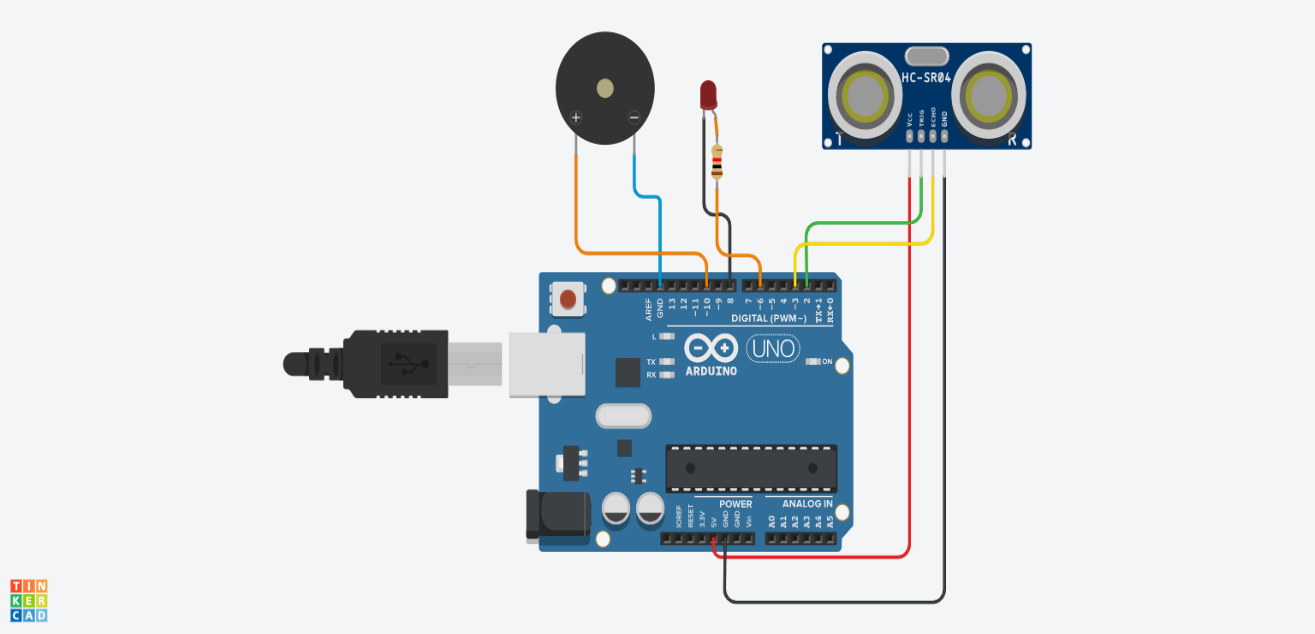 + −
HC-SR04
VCC
TRIG
ECHO
GND
T R
AREF
GND
13
12
~11
~10
~9
8
7
~6
~5
4
~3
2
TX→1
RX←0
DIGITAL (PWM~)
L
TX
RX
ARDUINO
UNO
ON
POWER
ANALOG IN
IOREF
RESET
3.3V
5V
GND
GND
Vin
A0
A1
A2
A3
A4
A5
TIN
KER
CAD